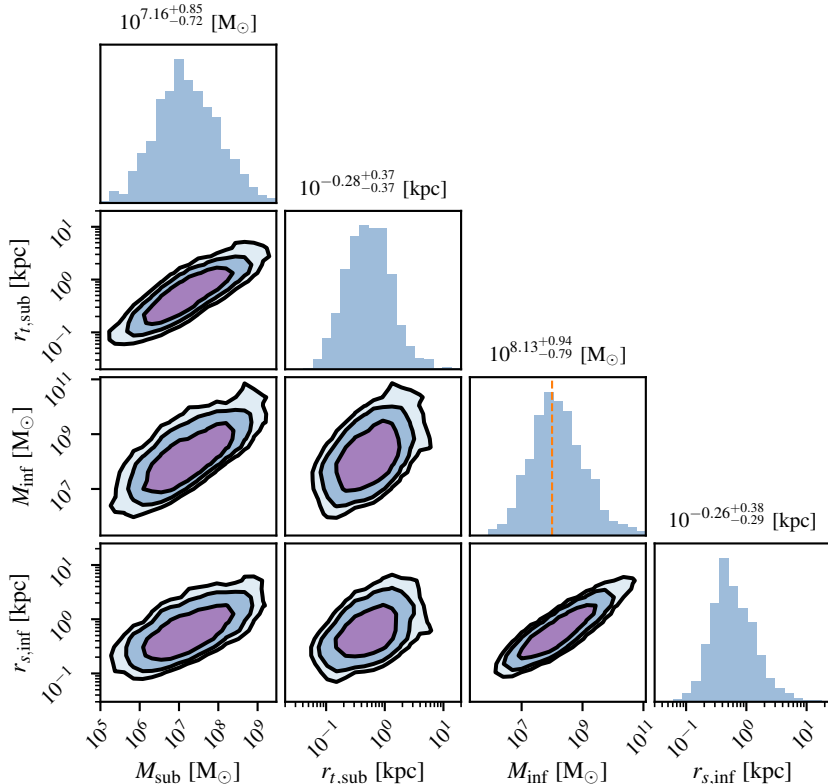 10^{7.16^{+0.85}_{-0.72}} [M_⊙]
10^{-0.28^{+0.37}_{-0.37}} [kpc]
r_{t,sub} [kpc]
10^1
10^0
10^{-1}
10^{8.13^{+0.94}_{-0.79}} [M_⊙]
M_{inf} [M_⊙]
10^{11}
10^9
10^7
10^{-0.26^{+0.38}_{-0.29}} [kpc]
r_{s,inf} [kpc]
10^1
10^0
10^{-1}
10^5 10^6 10^7 10^8 10^9 10^{-1} 10^0 10^1 10^7 10^9 10^{11} 10^{-1} 10^0 10^1
M_{sub} [M_⊙] r_{t,sub} [kpc] M_{inf} [M_⊙] r_{s,inf} [kpc]